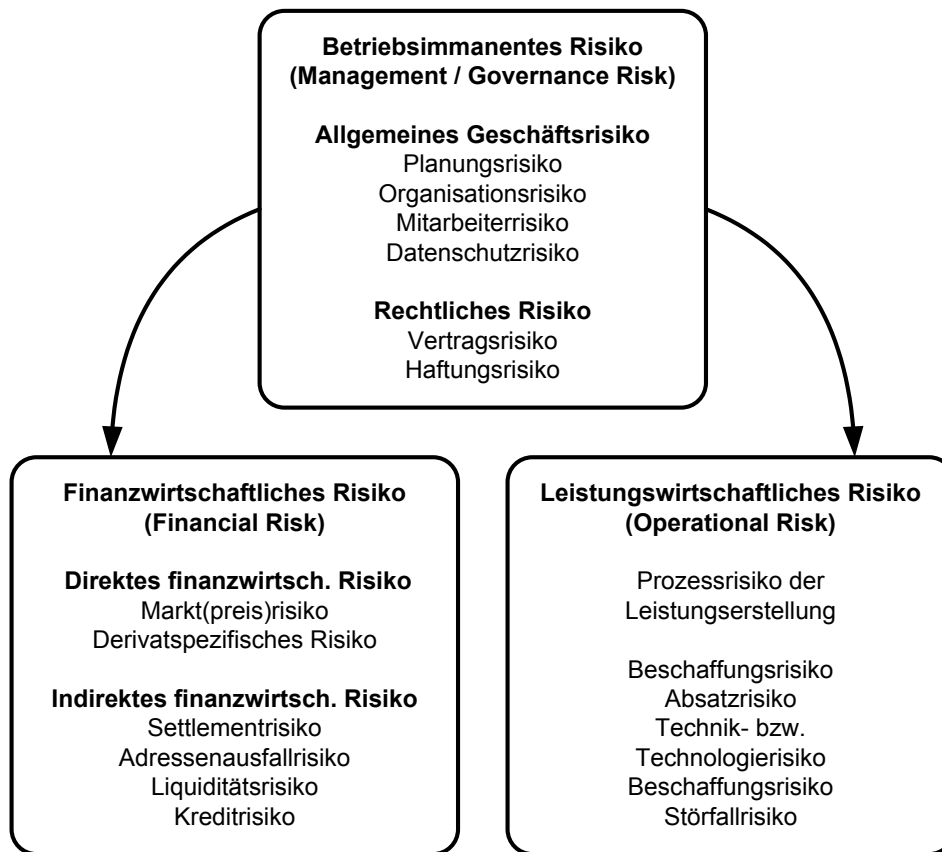 Betriebsimmanentes Risiko
(Management / Governance Risk)
Allgemeines Geschäftsrisiko
Planungsrisiko
Organisationsrisiko
Mitarbeiterrisiko
Datenschutzrisiko
Rechtliches Risiko
Vertragsrisiko
Haftungsrisiko
Finanzwirtschaftliches Risiko
(Financial Risk)
Direktes finanzwirtsch. Risiko
Markt(preis)risiko
Derivatspezifisches Risiko
Indirektes finanzwirtsch. Risiko
Settlementrisiko
Adressenausfallrisiko
Liquiditätsrisiko
Kreditrisiko
Leistungswirtschaftliches Risiko
(Operational Risk)
Prozessrisiko der
Leistungserstellung
Beschaffungsrisiko
Absatzrisiko
Technik- bzw.
Technologierisiko
Beschaffungsrisiko
Störfallrisiko